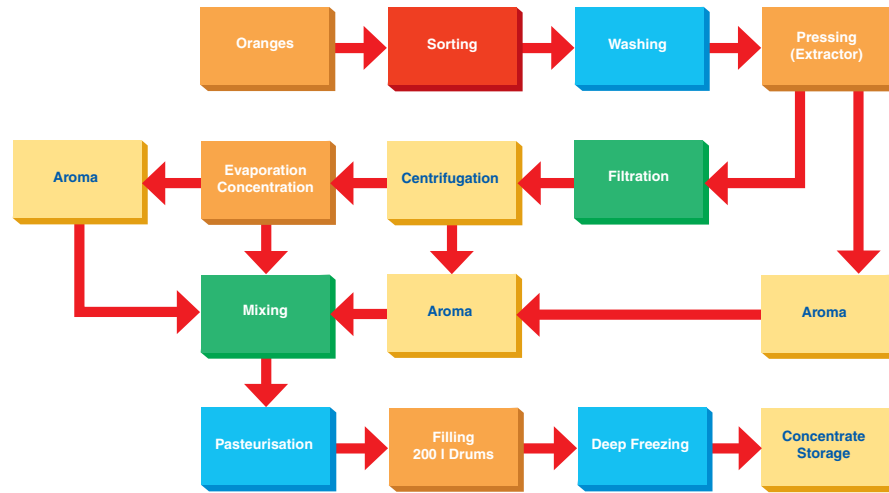 Oranges
Sorting
Washing
Pressing
(Extractor)
Aroma
Evaporation
Concentration
Centrifugation
Filtration
Mixing
Aroma
Aroma
Pasteurisation
Filling
200 l Drums
Deep Freezing
Concentrate
Storage